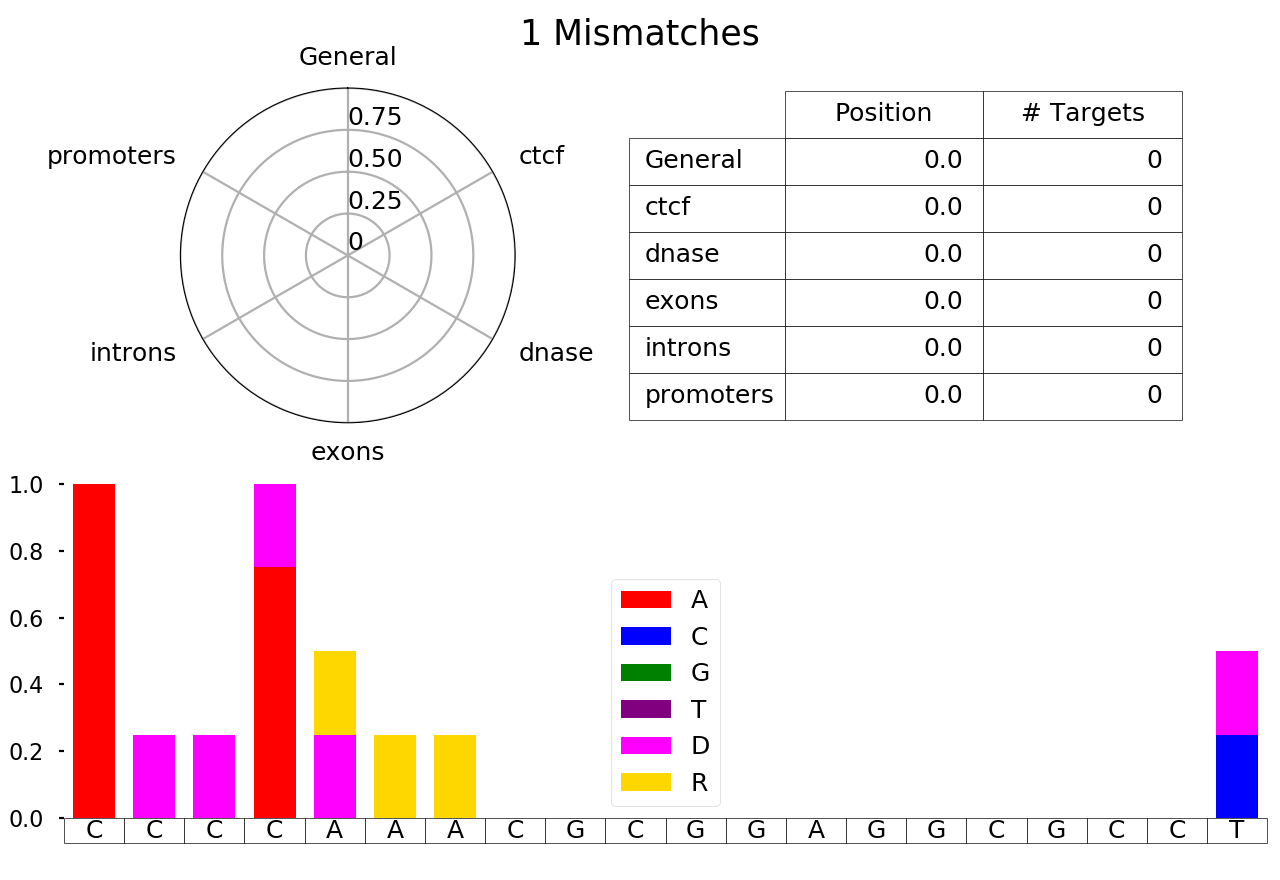 1 Mismatches
General
promoters
ctcf
introns
dnase
exons
0.75
0.50
0.25
0
Position # Targets
General 0.0 0
ctcf 0.0 0
dnase 0.0 0
exons 0.0 0
introns 0.0 0
promoters 0.0 0
1.0
0.8
0.6
0.4
0.2
0.0
A
C
G
T
D
R
C C C C A A A C G C G G A G G C G C C T